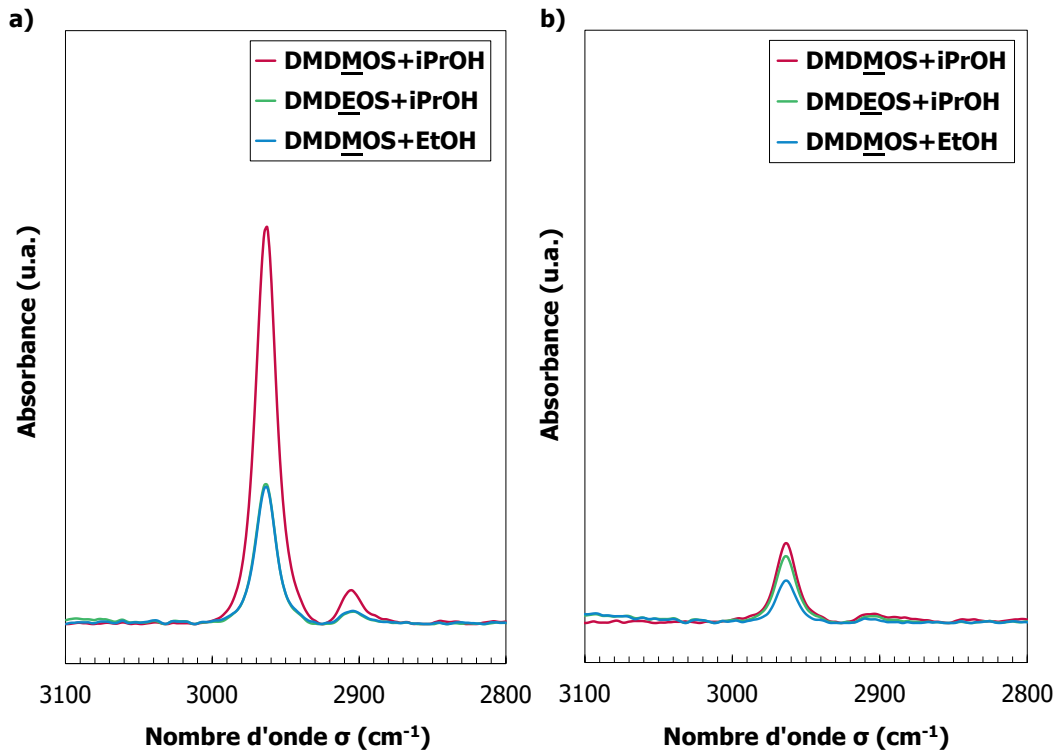 a)
DMDMOS+iPrOH
DMDEOS+iPrOH
DMDMOS+EtOH
Absorbance (u.a.)
3100
3000
2900
2800
Nombre d'onde σ (cm-1)
b)
DMDMOS+iPrOH
DMDEOS+iPrOH
DMDMOS+EtOH
Absorbance (u.a.)
3100
3000
2900
2800
Nombre d'onde σ (cm-1)